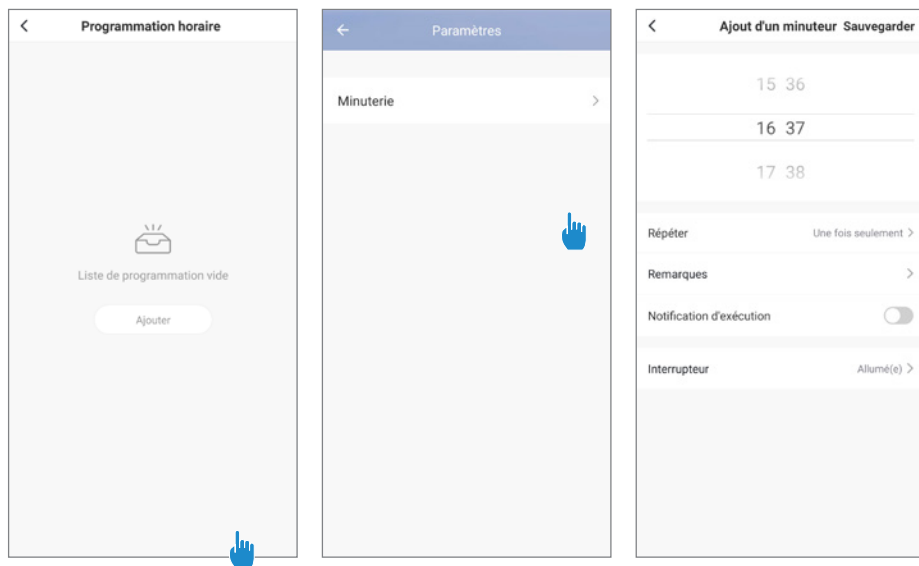 Programmation horaire
Liste de programmation vide
Ajouter
Paramètres
Minuterie
Ajout d'un minuteur Sauvegarder
15 36
16 37
17 38
Répéter Une fois seulement
Remarques
Notification d'exécution
Interrupteur Allumé(e)